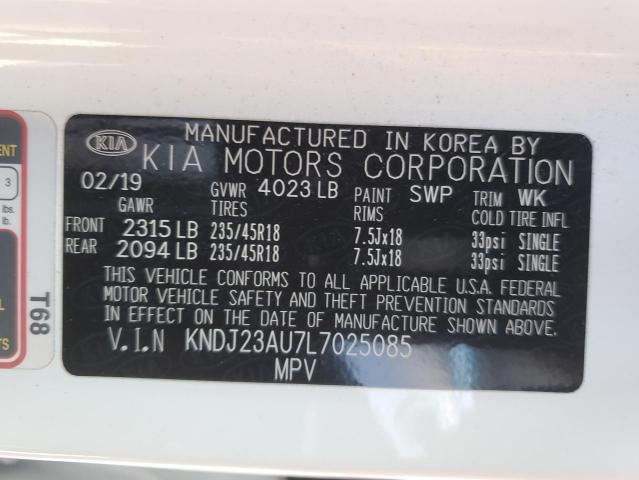 MANUFACTURED IN KOREA BY
KIA KIA MOTORS CORPORATION
02/19 GVWR 4023 LB PAINT SWP TRIM WK
GAWR TIRES RIMS COLD TIRE INFL
FRONT 2315 LB 235/45R18 7.5Jx18 33psi SINGLE
REAR 2094 LB 235/45R18 7.5Jx18 33psi SINGLE
THIS VEHICLE CONFORMS TO ALL APPLICABLE U.S.A. FEDERAL
MOTOR VEHICLE SAFETY AND THEFT PREVENTION STANDARDS
IN EFFECT ON THE DATE OF MANUFACTURE SHOWN ABOVE.
V.I.N KNDJ23AU7L7025085
MPV
T68
3
lbs.
lb.